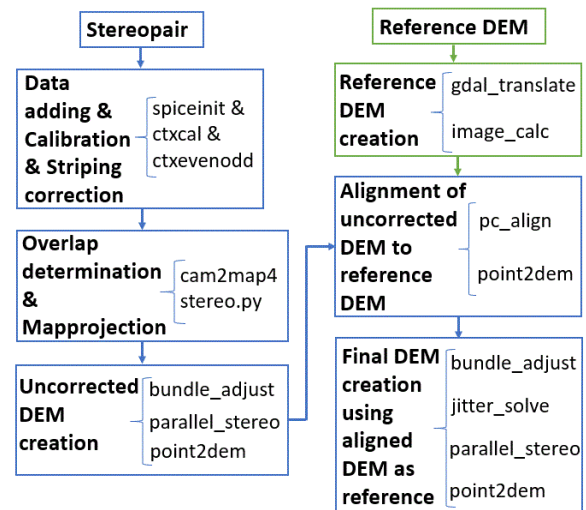 Stereopair
Data
adding &
Calibration
& Striping
correction
spiceinit &
ctxcal &
ctxevenodd
Overlap
determination
&
Mapprojection
cam2map4
stereo.py
Uncorrected
DEM
creation
bundle_adjust
parallel_stereo
point2dem
Reference DEM
Reference
DEM
creation
gdal_translate
image_calc
Alignment of
uncorrected
DEM to
reference
DEM
pc_align
point2dem
Final DEM
creation
using
aligned
DEM as
reference
bundle_adjust
jitter_solve
parallel_stereo
point2dem